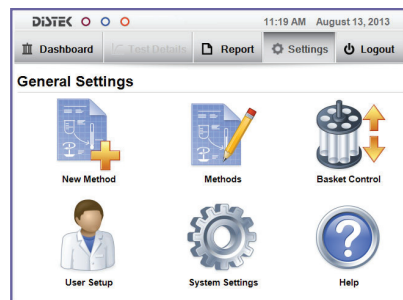 DiSTEK 11:19 AM August 13, 2013
Dashboard Test Details Report Settings Logout
General Settings
New Method Methods Basket Control
User Setup System Settings Help